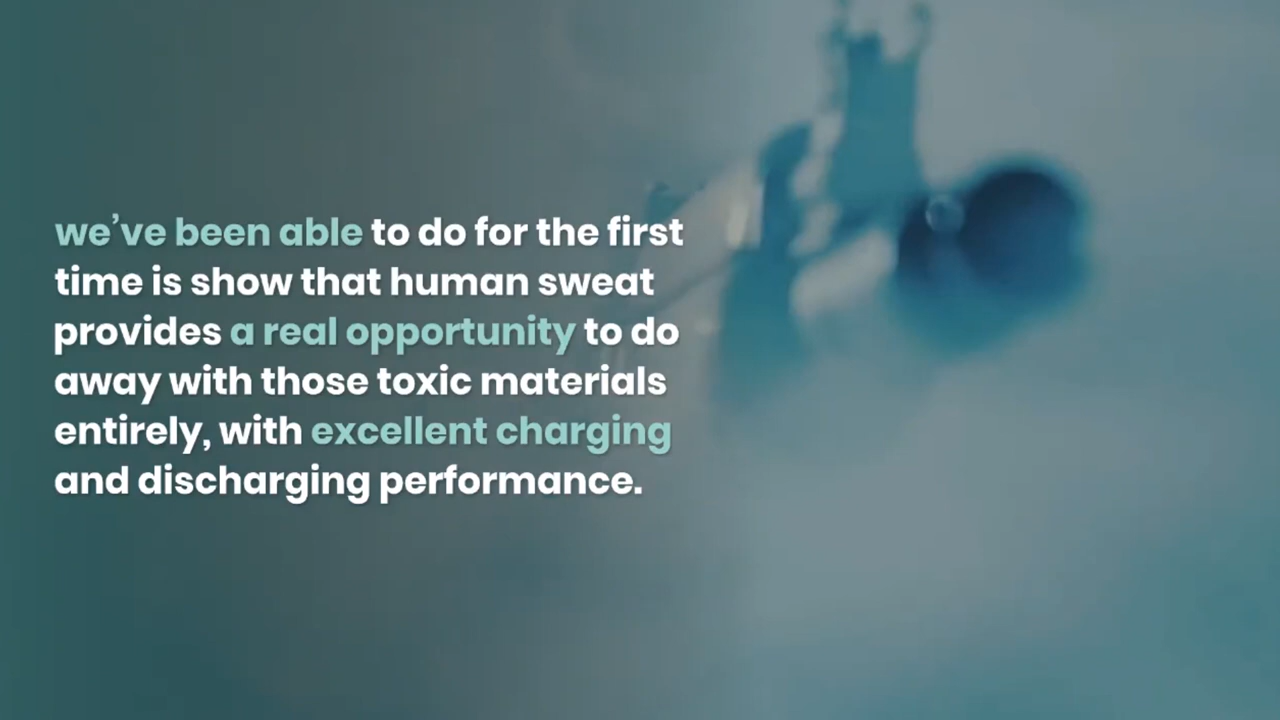 we’ve been able to do for the first
time is show that human sweat
provides a real opportunity to do
away with those toxic materials
entirely, with excellent charging
and discharging performance.